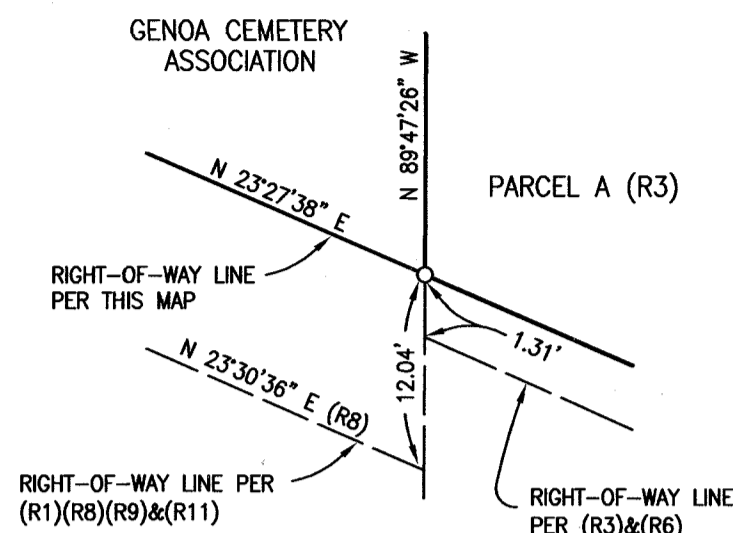 GENOA CEMETERY
ASSOCIATION
N 89°47'26" W
N 23°27'38" E
PARCEL A (R3)
RIGHT-OF-WAY LINE
PER THIS MAP
1.31'
12.04'
N 23°30'36" E (R8)
RIGHT-OF-WAY LINE PER
(R1)(R8)(R9)&(R11)
RIGHT-OF-WAY LINE
PER (R3)&(R6)